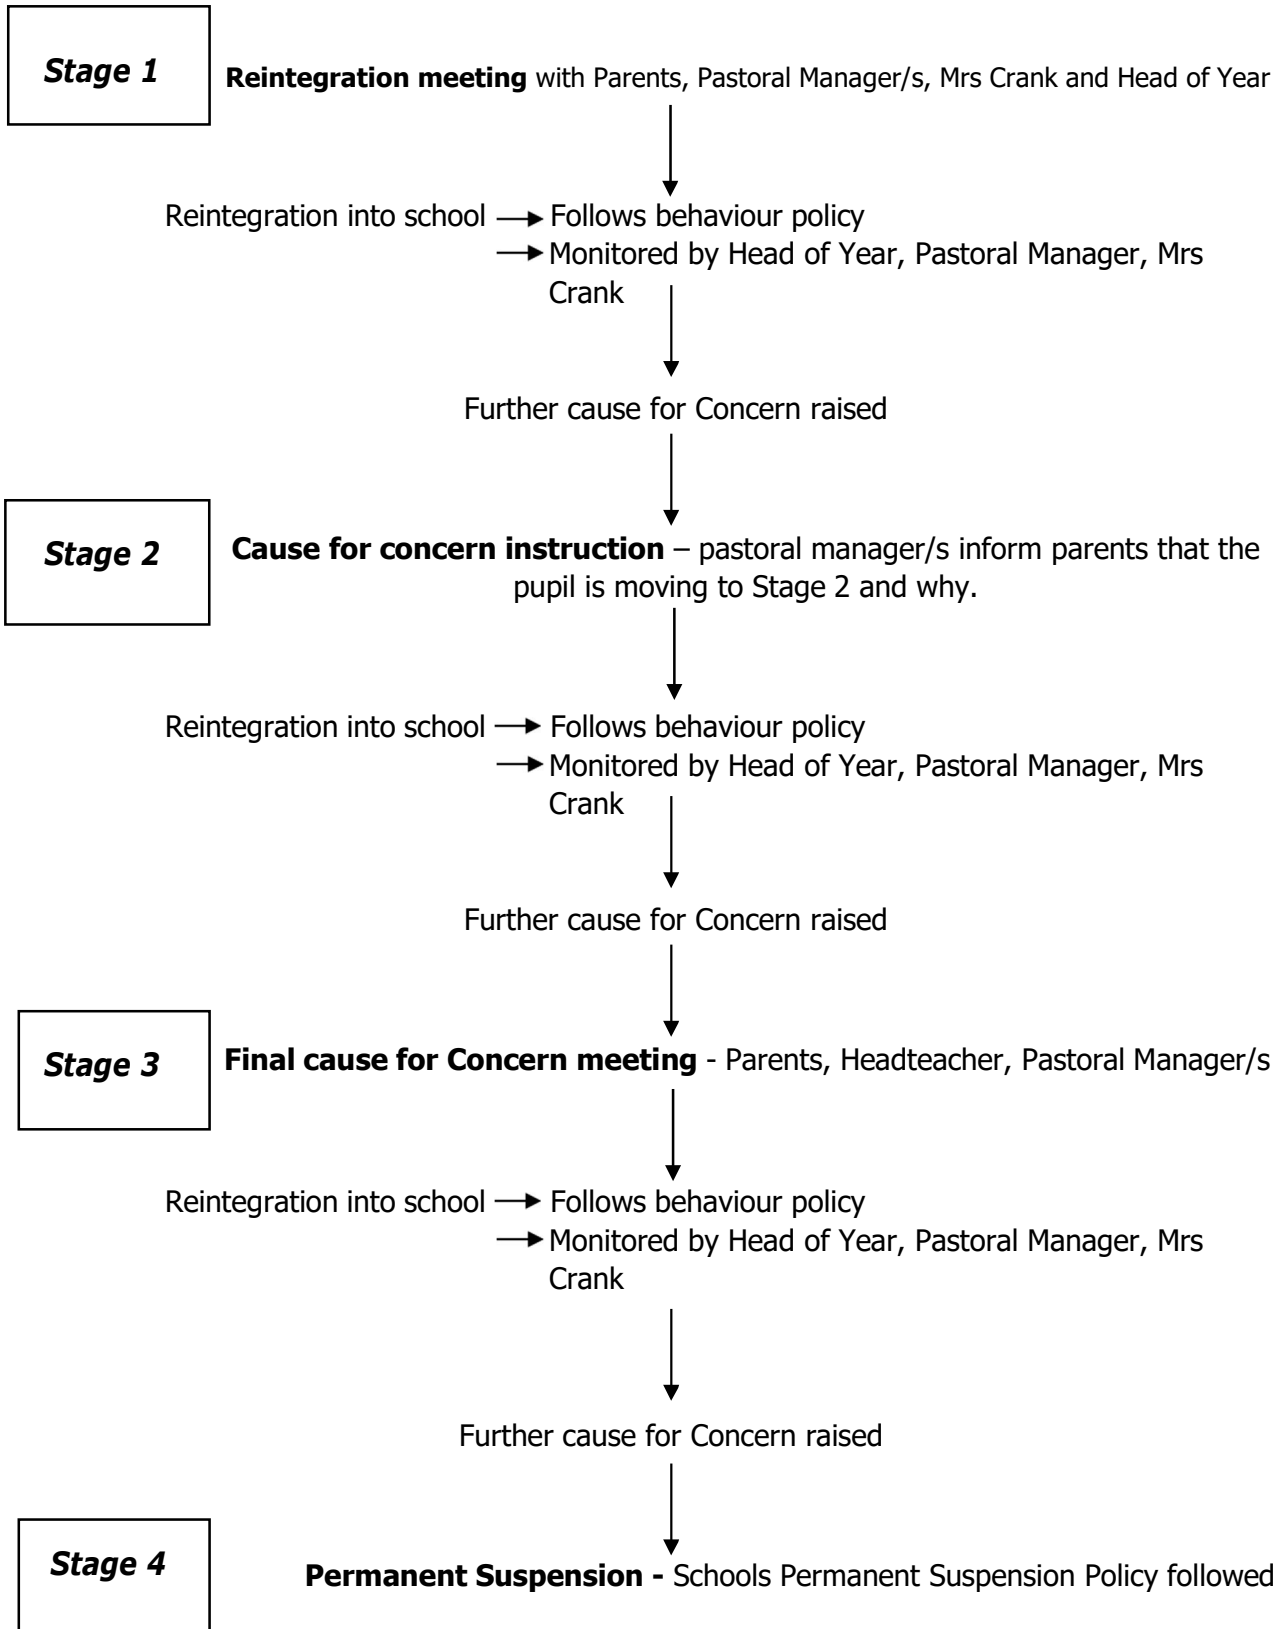 Stage 1
Reintegration meeting with Parents, Pastoral Manager/s, Mrs Crank and Head of Year
Reintegration into school Follows behaviour policy
Monitored by Head of Year, Pastoral Manager, Mrs
Crank
Further cause for Concern raised
Stage 2
Cause for concern instruction – pastoral manager/s inform parents that the
pupil is moving to Stage 2 and why.
Reintegration into school Follows behaviour policy
Monitored by Head of Year, Pastoral Manager, Mrs
Crank
Further cause for Concern raised
Stage 3
Final cause for Concern meeting - Parents, Headteacher, Pastoral Manager/s
Reintegration into school Follows behaviour policy
Monitored by Head of Year, Pastoral Manager, Mrs
Crank
Further cause for Concern raised
Stage 4
Permanent Suspension - Schools Permanent Suspension Policy followed